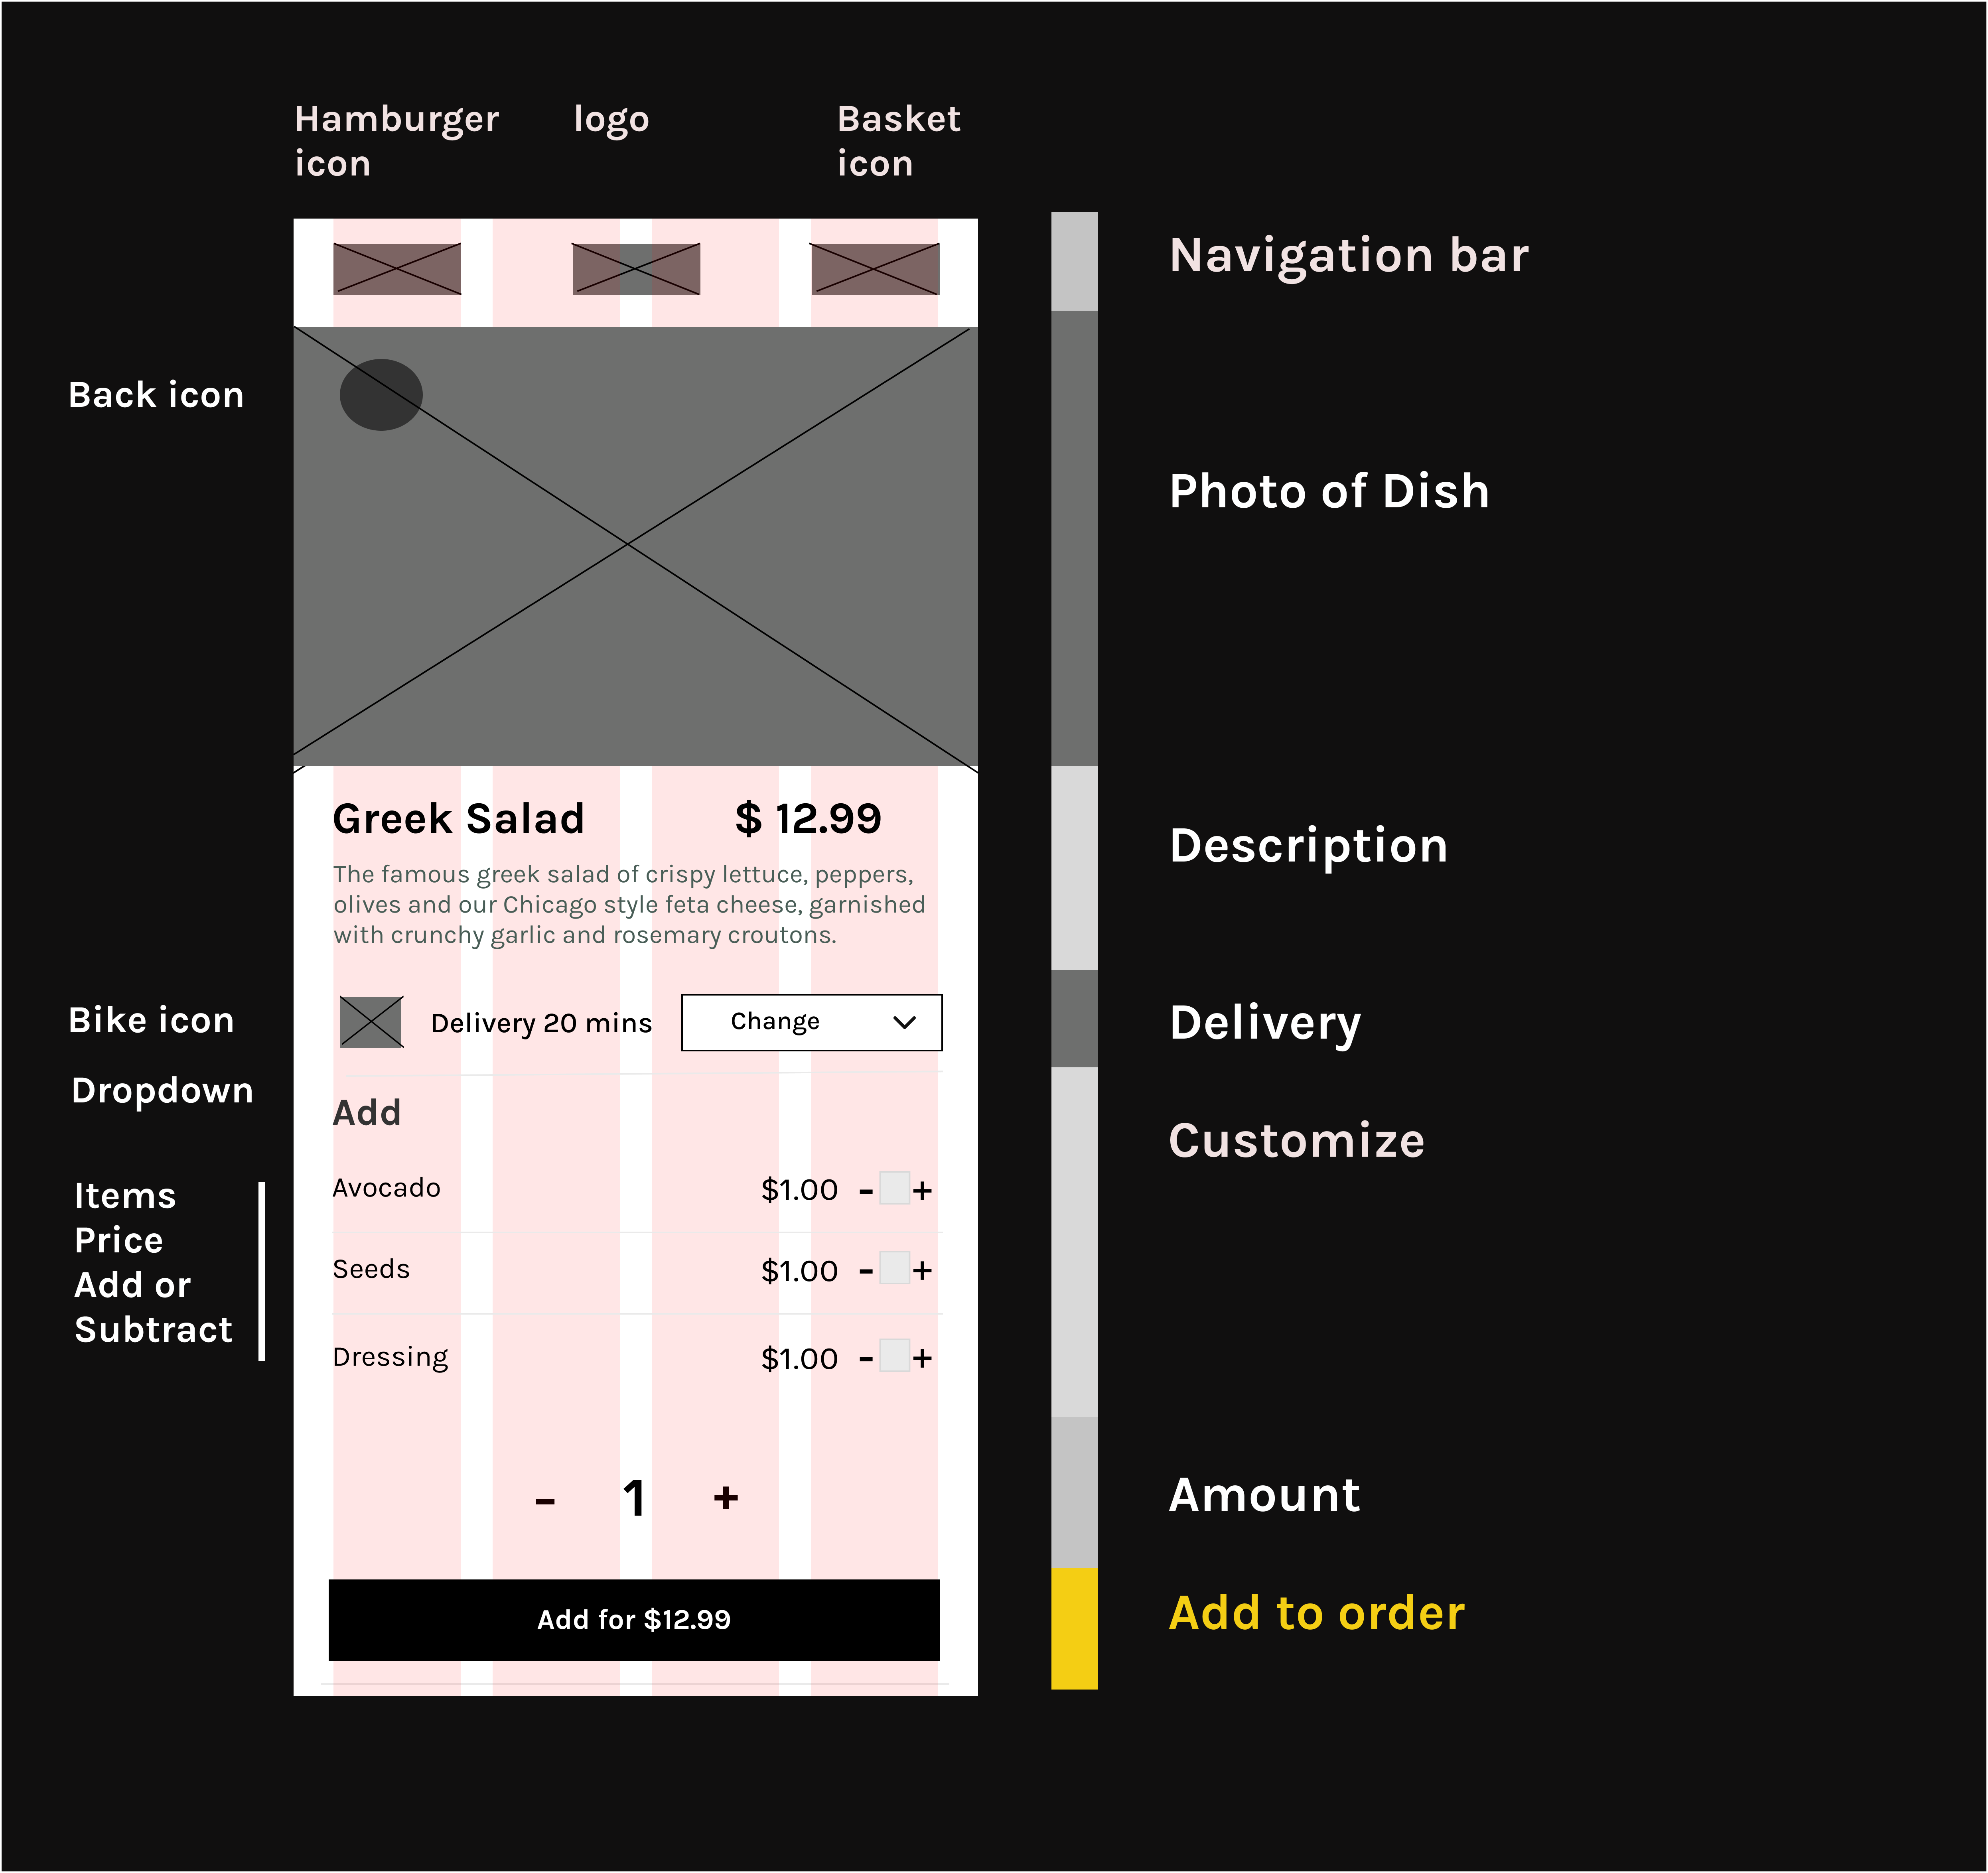 Hamburger icon
logo
Basket icon
Navigation bar
Back icon
Photo of Dish
Greek Salad
$ 12.99
Description
The famous greek salad of crispy lettuce, peppers,
olives and our Chicago style feta cheese, garnished
with crunchy garlic and rosemary croutons.
Bike icon
Delivery 20 mins
Change
Delivery
Dropdown
Add
Customize
Items
Price
Add or
Subtract
Avocado
$1.00 - +
Seeds
$1.00 - +
Dressing
$1.00 - +
- 1 +
Amount
Add for $12.99
Add to order